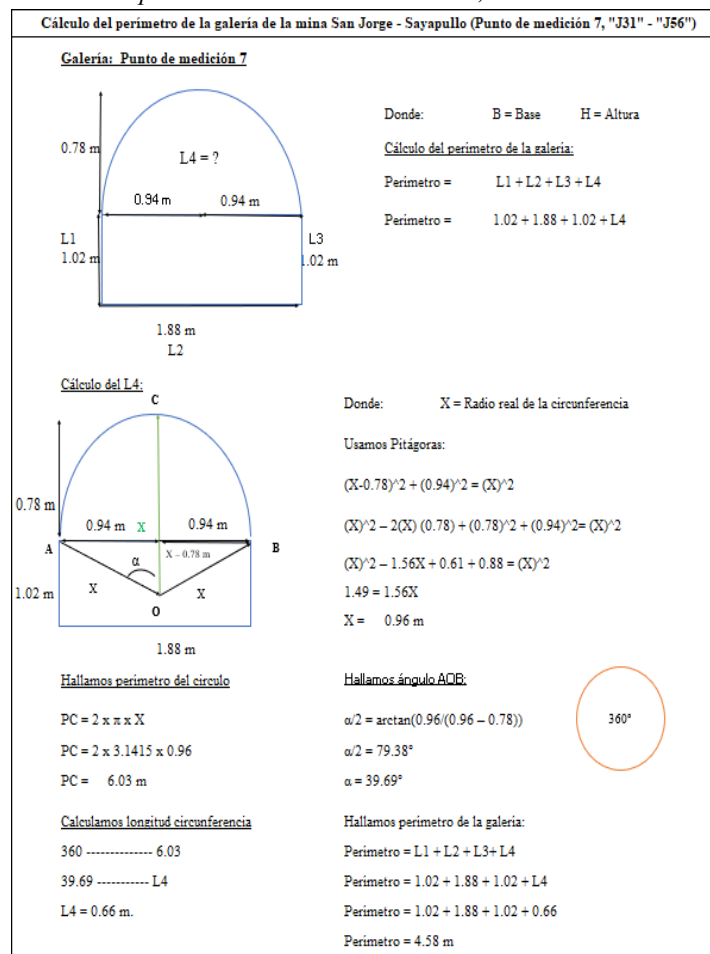 Cálculo del perímetro de la galería de la mina San Jorge - Sayapullo (Punto de medición 7, "J31" - "J56")
Galería: Punto de medición 7
0.78 m
L4 = ?
0.94 m 0.94 m
L1
1.02 m
L3
1.02 m
1.88 m
L2
Donde: B = Base H = Altura
Cálculo del perimetro de la galeria:
Perimetro = L1 + L2 + L3 + L4
Perimetro = 1.02 + 1.88 + 1.02 + L4
Cálculo del L4:
C
0.78 m
0.94 m X 0.94 m
A B
α X – 0.78 m
1.02 m X X
O
1.88 m
Donde: X = Radio real de la circunferencia
Usamos Pitágoras:
(X-0.78)^2 + (0.94)^2 = (X)^2
(X)^2 – 2(X) (0.78) + (0.78)^2 + (0.94)^2= (X)^2
(X)^2 – 1.56X + 0.61 + 0.88 = (X)^2
1.49 = 1.56X
X = 0.96 m
Hallamos perimetro del circulo
PC = 2 x π x X
PC = 2 x 3.1415 x 0.96
PC = 6.03 m
Hallamos ángulo AOB:
α/2 = arctan(0.96/(0.96 – 0.78))
α/2 = 79.38°
α = 39.69°
360°
Calculamos longitud circunferencia
360 -------------- 6.03
39.69 ----------- L4
L4 = 0.66 m.
Hallamos perimetro de la galeria:
Perimetro = L1 + L2 + L3+ L4
Perimetro = 1.02 + 1.88 + 1.02 + L4
Perimetro = 1.02 + 1.88 + 1.02 + 0.66
Perimetro = 4.58 m